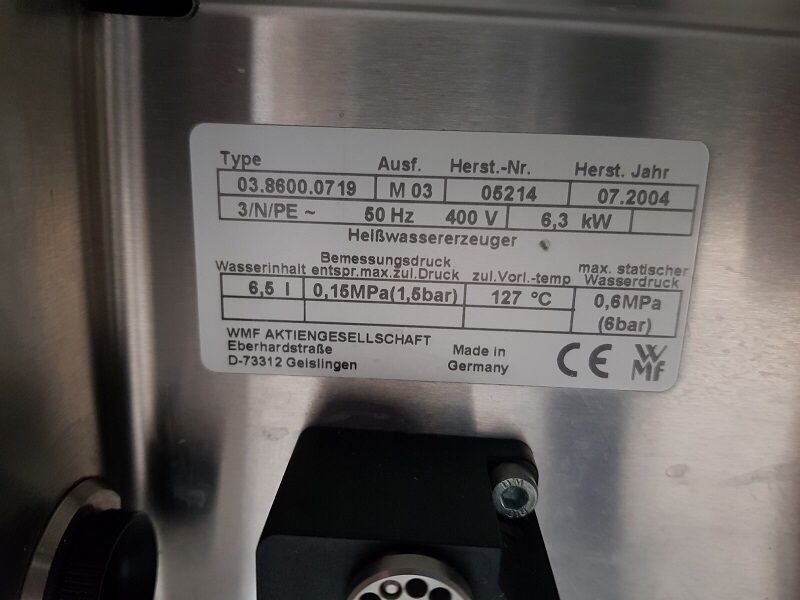 Type Ausf. Herst.-Nr. Herst. Jahr
03.8600.0719 M 03 05214 07.2004
3/N/PE ~ 50 Hz 400 V 6,3 kW
Heißwassererzeuger
Wasserinhalt Bemessungsdruck entspr.max.zul.Druck zul.Vorl.-temp max. statischer Wasserdruck
6,5 l 0,15MPa(1,5bar) 127 °C 0,6MPa
(6bar)
WMF AKTIENGESELLSCHAFT
Eberhardstraße
D-73312 Geislingen
Made in
Germany
CE
WMF